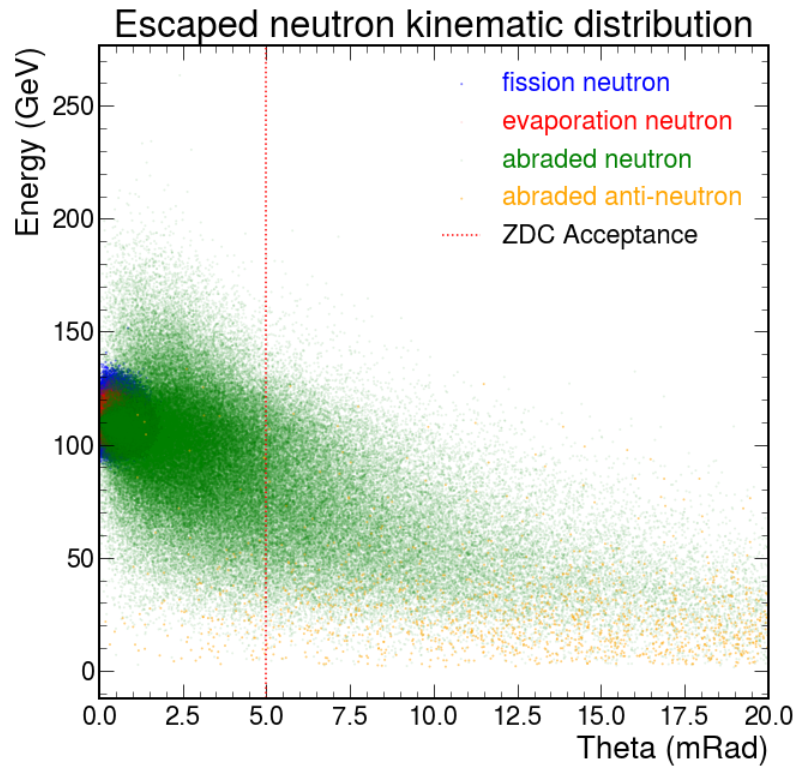 Escaped neutron kinematic distribution
Energy (GeV)
250
200
150
100
50
0
fission neutron
evaporation neutron
abraded neutron
abraded anti-neutron
ZDC Acceptance
0.0 2.5 5.0 7.5 10.0 12.5 15.0 17.5 20.0
Theta (mRad)